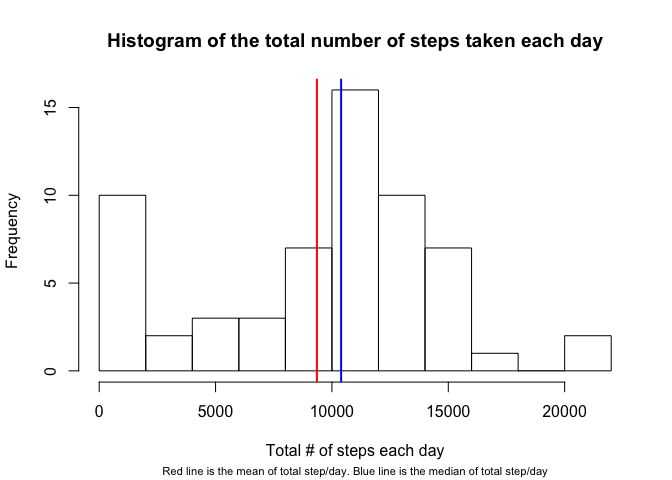 Histogram of the total number of steps taken each day
Frequency
15
10
5
0
0 5000 10000 15000 20000
Total # of steps each day
Red line is the mean of total step/day. Blue line is the median of total step/day